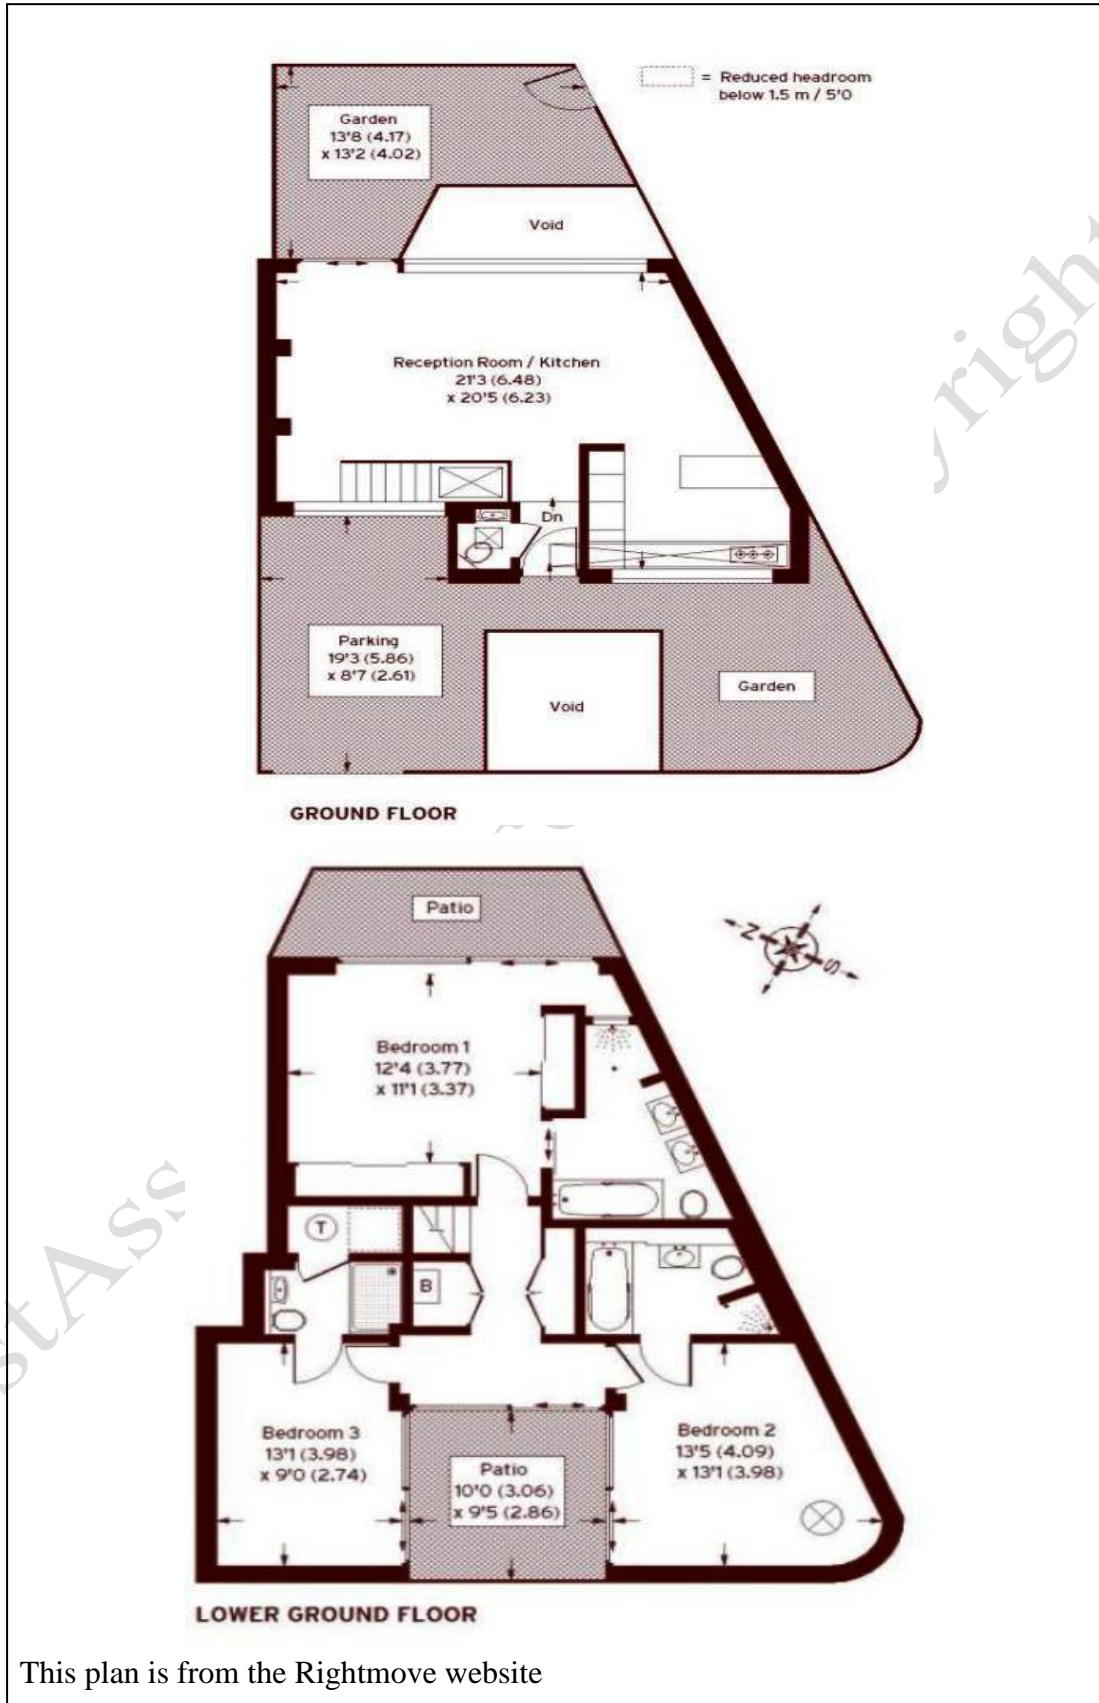 = Reduced headroom
below 1.5 m / 5'0
Garden
13'8 (4.17)
x 13'2 (4.02)
Void
Reception Room / Kitchen
21'3 (6.48)
x 20'5 (6.23)
Dn
Parking
19'3 (5.86)
x 8'7 (2.61)
Void
Garden
GROUND FLOOR
Patio
N
S
Bedroom 1
12'4 (3.77)
x 11'1 (3.37)
T
B
Bedroom 3
13'1 (3.98)
x 9'0 (2.74)
Patio
10'0 (3.06)
x 9'5 (2.86)
Bedroom 2
13'5 (4.09)
x 13'1 (3.98)
LOWER GROUND FLOOR
This plan is from the Rightmove website